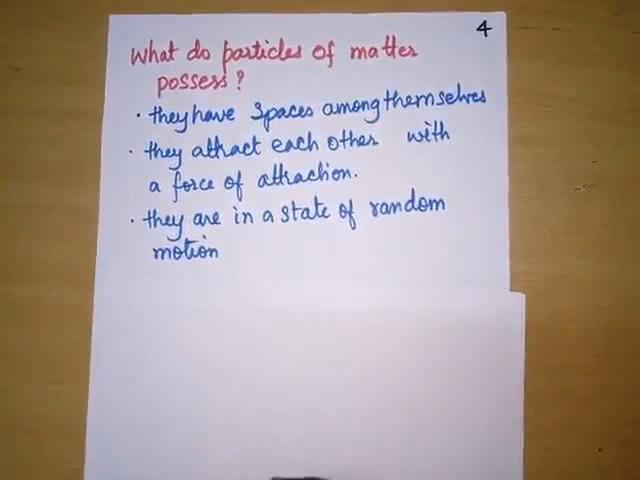 4
What do particles of matter
possess?
• they have spaces among themselves
• they attract each other with
a force of attraction.
• they are in a state of random
motion